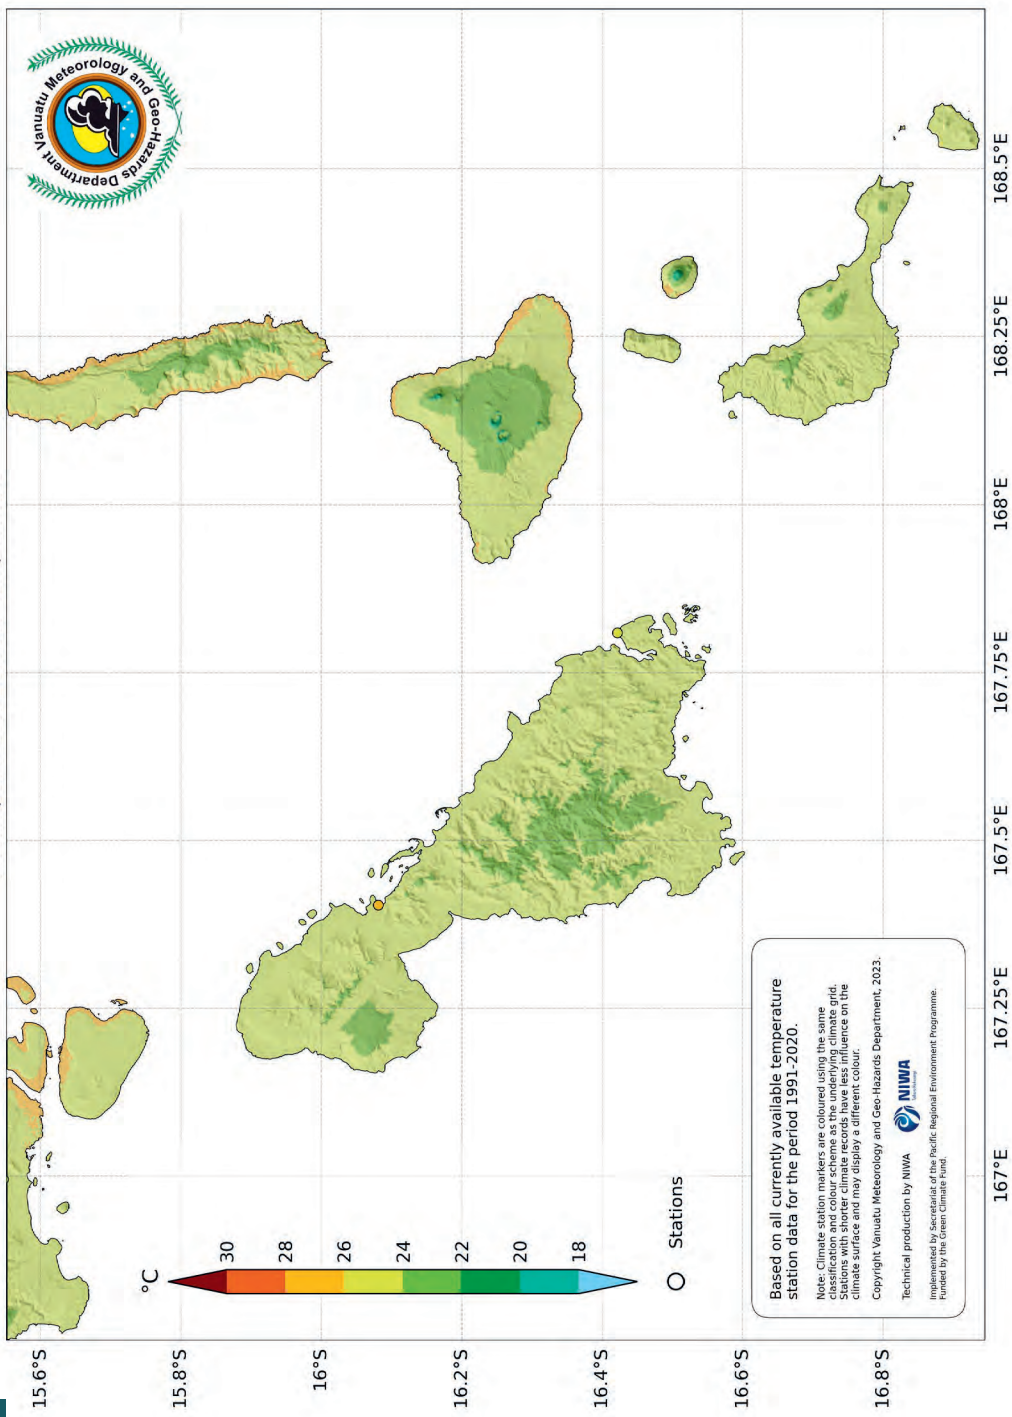 Vanuatu Meteorology and Geo-Hazards Department
°C
30
28
26
24
22
20
18
Stations
Based on all currently available temperature
station data for the period 1991-2020.
Note: Climate station markers are coloured using the same
classification and colour scheme as the underlying climate grid.
Stations with shorter climate records have less influence on the
climate surface and may display a different colour.
Copyright Vanuatu Meteorology and Geo-Hazards Department, 2023.
Technical production by NIWA
NIWA
Implemented by Secretariat of the Pacific Regional Environment Programme.
Funded by the Green Climate Fund.
15.6°S
15.8°S
16°S
16.2°S
16.4°S
16.6°S
16.8°S
167°E
167.25°E
167.5°E
167.75°E
168°E
168.25°E
168.5°E